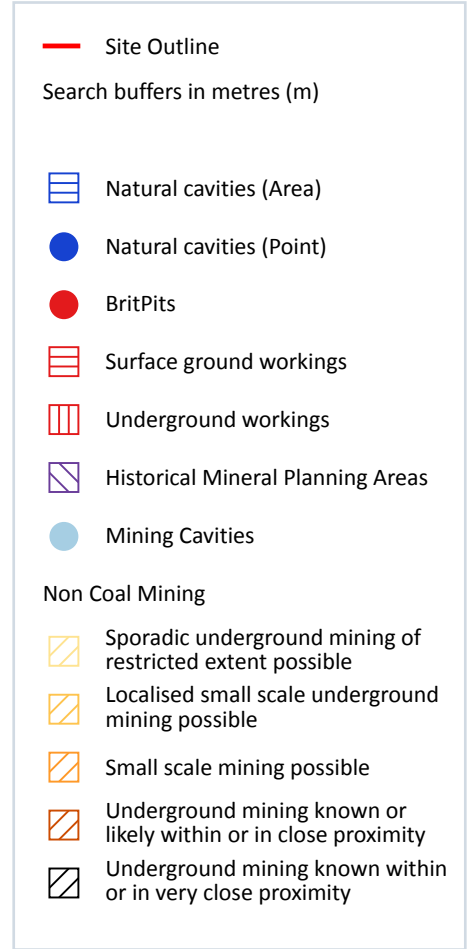 Site Outline
Search buffers in metres (m)
Natural cavities (Area)
Natural cavities (Point)
BritPits
Surface ground workings
Underground workings
Historical Mineral Planning Areas
Mining Cavities
Non Coal Mining
Sporadic underground mining of
restricted extent possible
Localised small scale underground
mining possible
Small scale mining possible
Underground mining known or
likely within or in close proximity
Underground mining known within
or in very close proximity